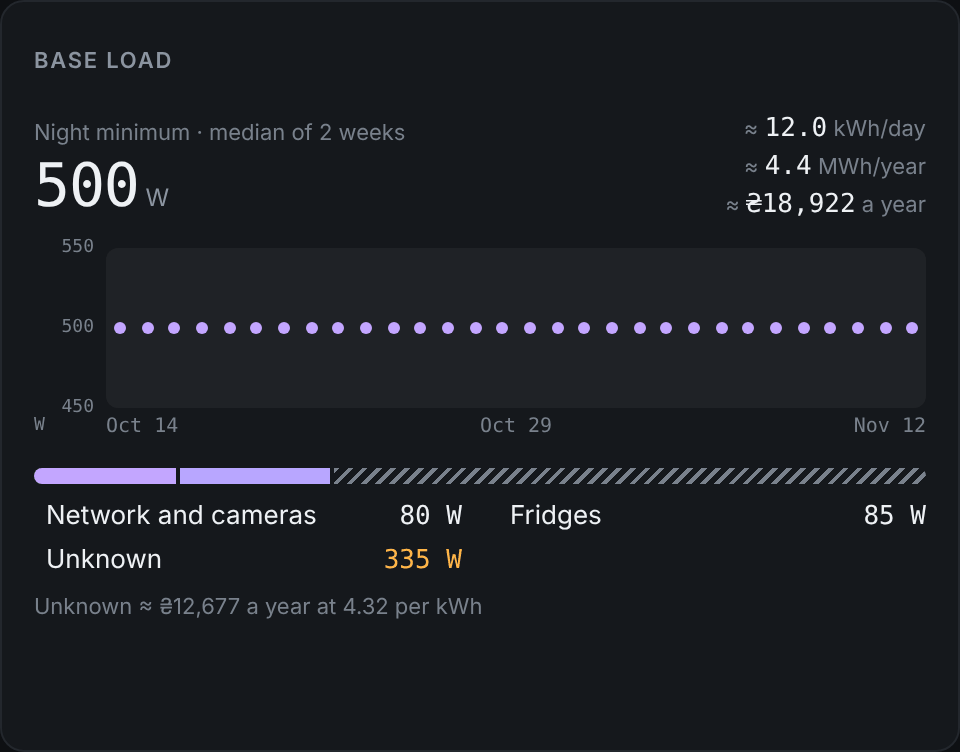 BASE LOAD
Night minimum · median of 2 weeks
500 W
≈ 12.0 kWh/day
≈ 4.4 MWh/year
≈ ₴18,922 a year
550
500
450
W
Oct 14 Oct 29 Nov 12
Network and cameras 80 W Fridges 85 W
Unknown 335 W
Unknown ≈ ₴12,677 a year at 4.32 per kWh